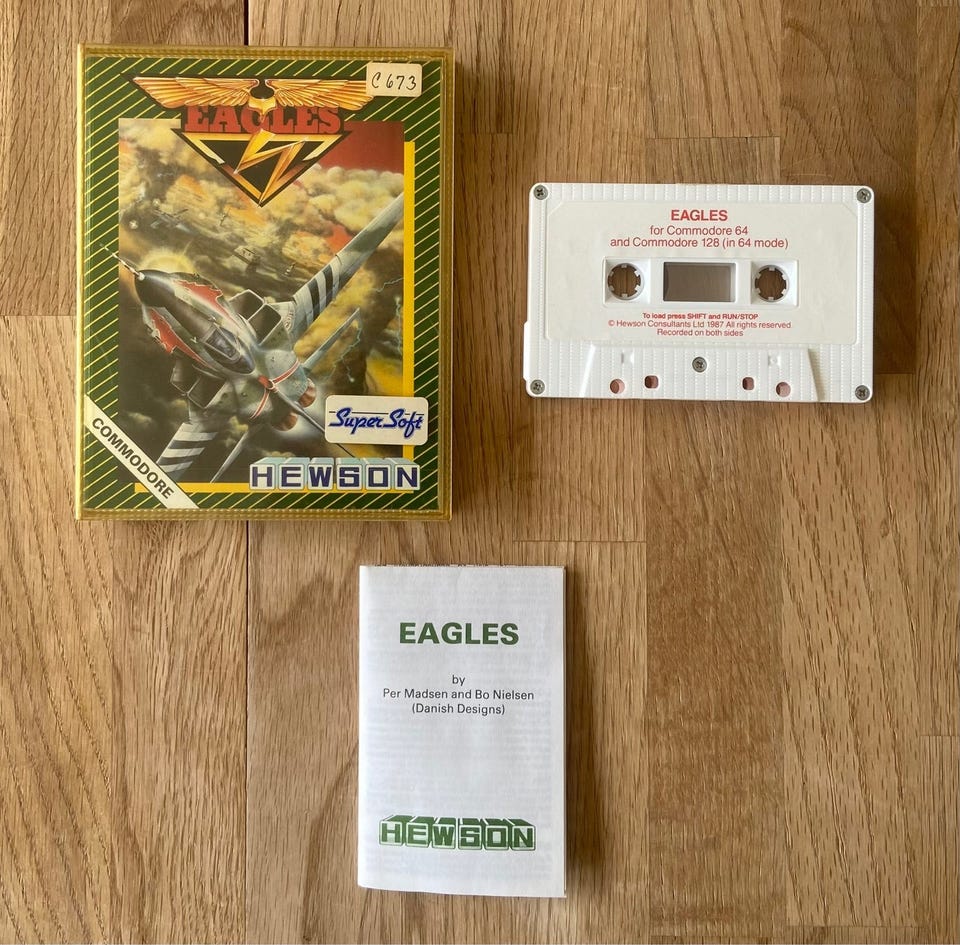 C673
EAGLES
Super Soft
HEWSON
COMMODORE
EAGLES
for Commodore 64
and Commodore 128 (in 64 mode)
To load press SHIFT and RUN/STOP
© Hewson Consultants Ltd 1987 All rights reserved
Recorded on both sides
EAGLES
by
Per Madsen and Bo Nielsen
(Danish Designs)
HEWSON